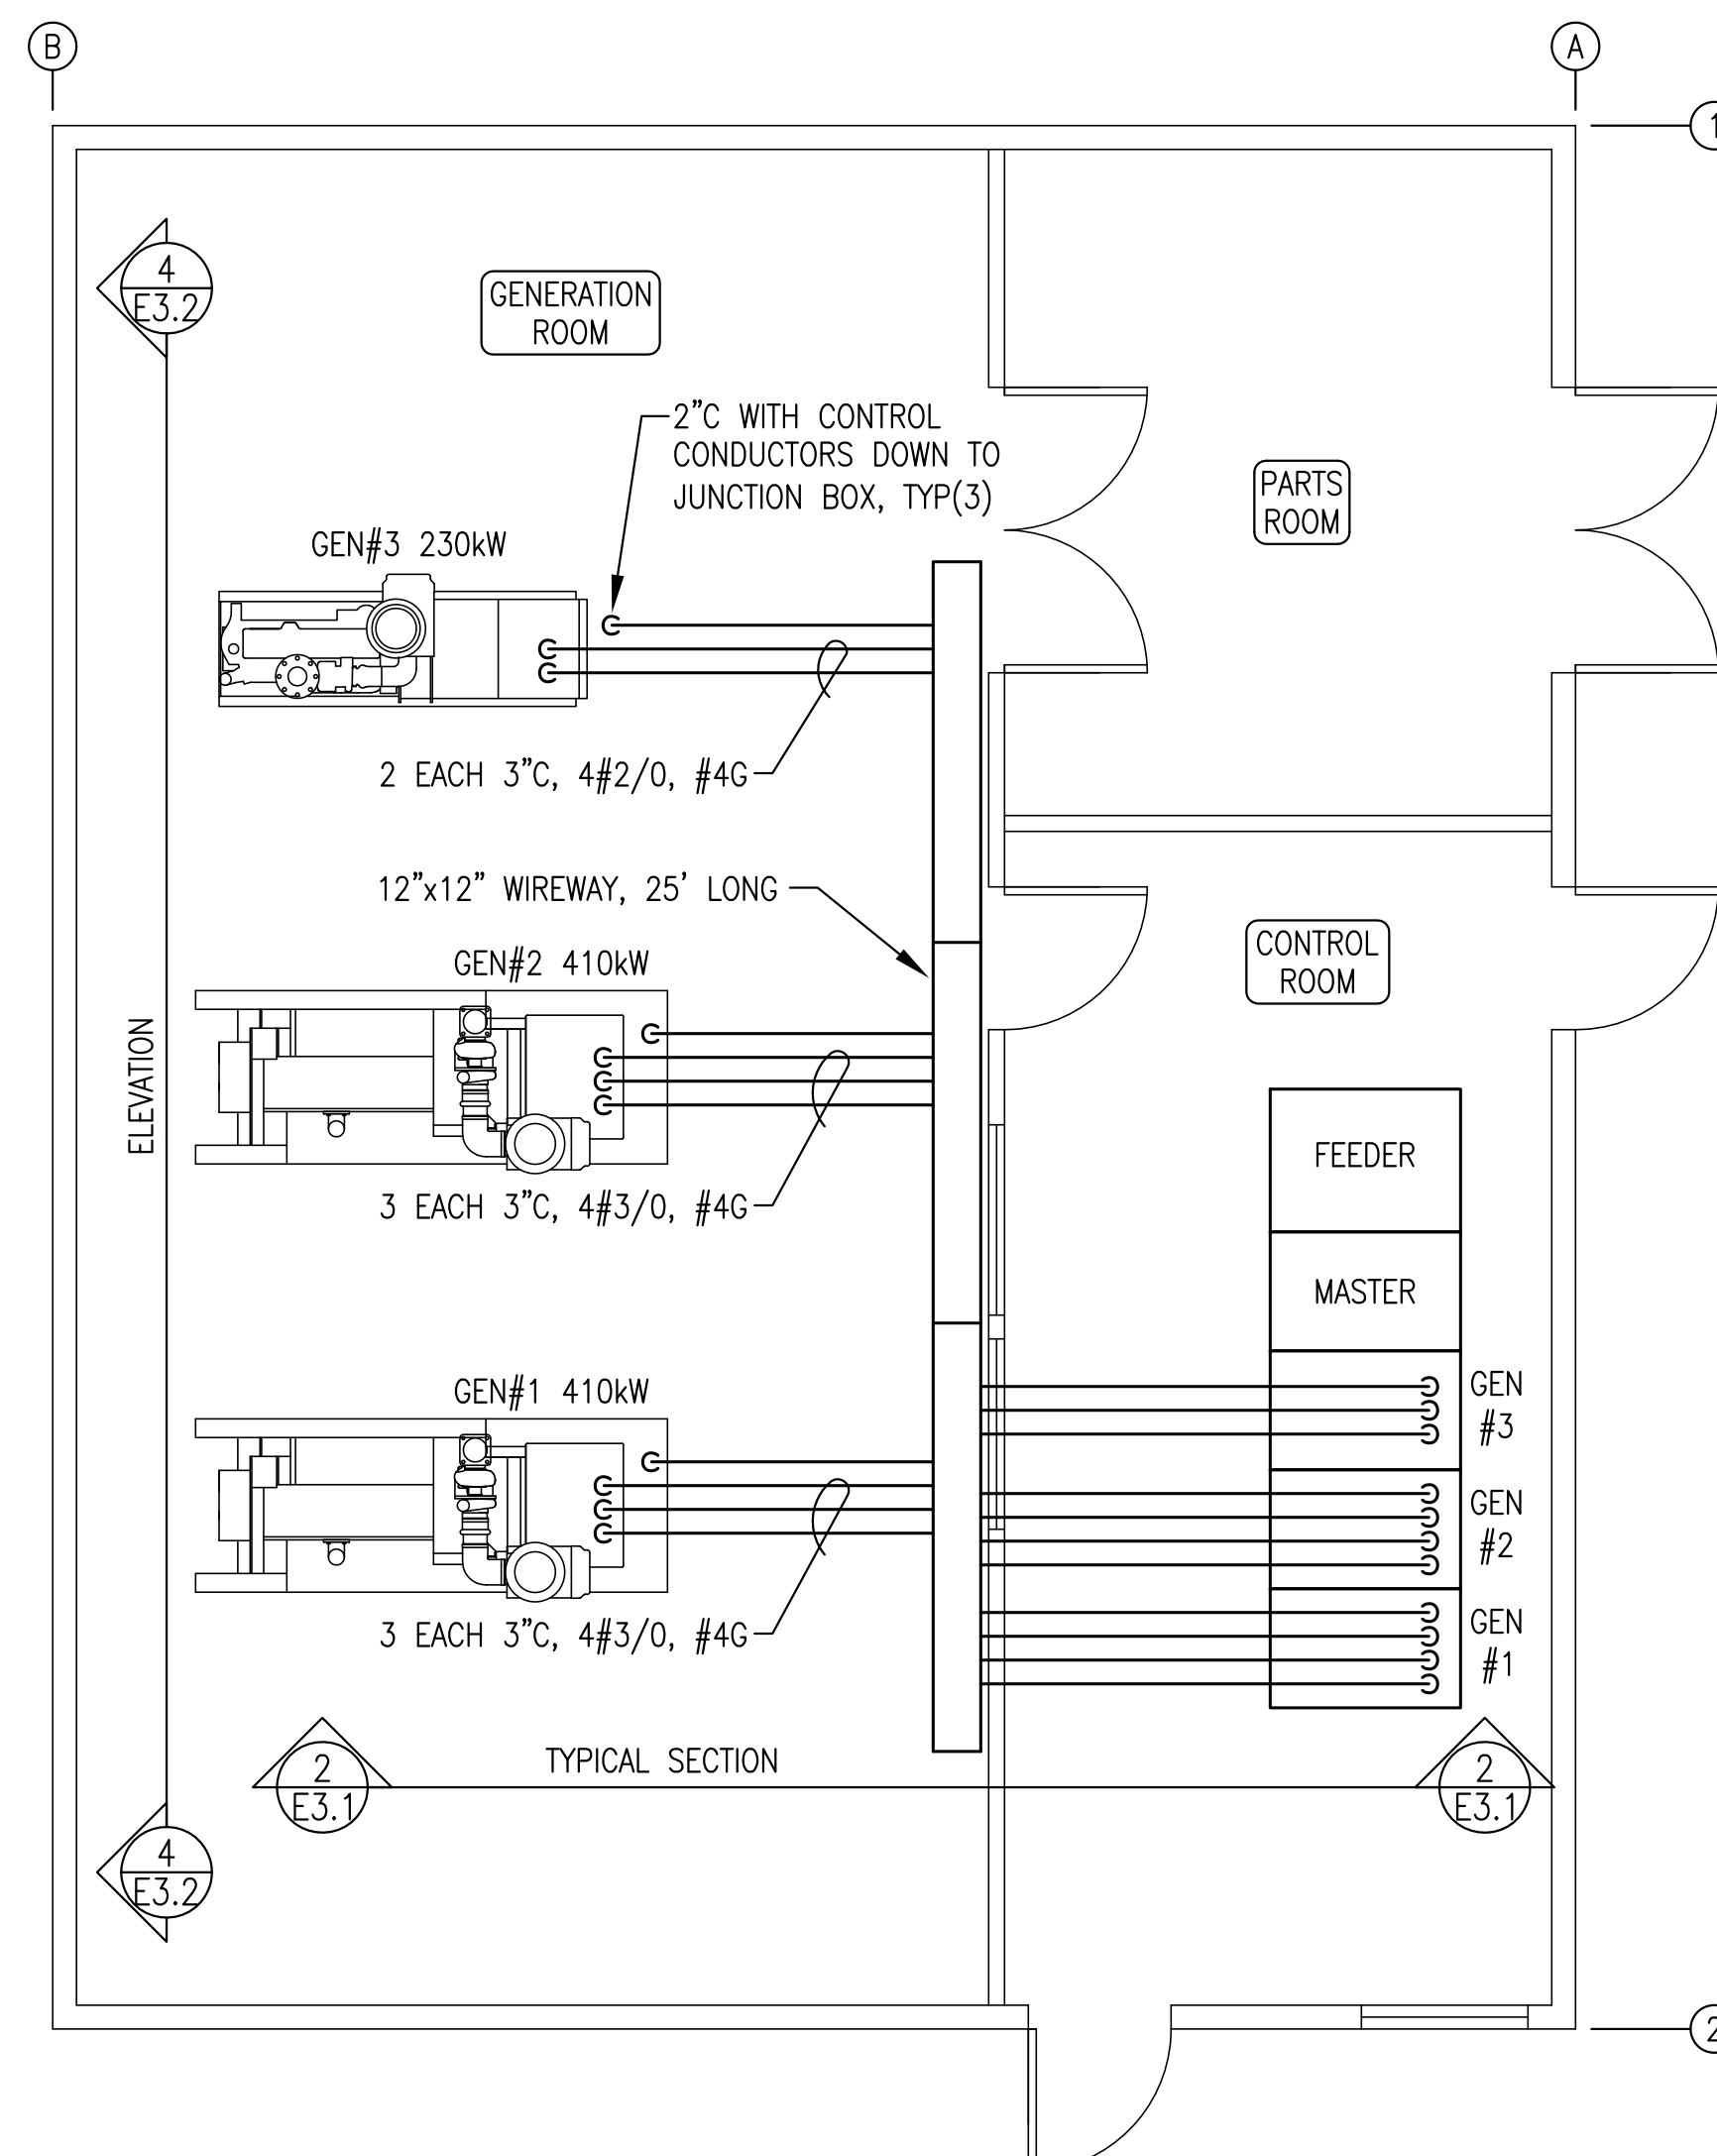 B
A
1
4
E3.2
GENERATION
ROOM
2"C WITH CONTROL
CONDUCTORS DOWN TO
JUNCTION BOX, TYP(3)
PARTS
ROOM
GEN#3 230kW
2 EACH 3"C, 4#2/0, #4G
12"x12" WIREWAY, 25' LONG
CONTROL
ROOM
GEN#2 410kW
ELEVATION
FEEDER
3 EACH 3"C, 4#3/0, #4G
MASTER
GEN#1 410kW
GEN
#3
GEN
#2
3 EACH 3"C, 4#3/0, #4G
GEN
#1
TYPICAL SECTION
2
E3.1
2
E3.1
4
E3.2
2